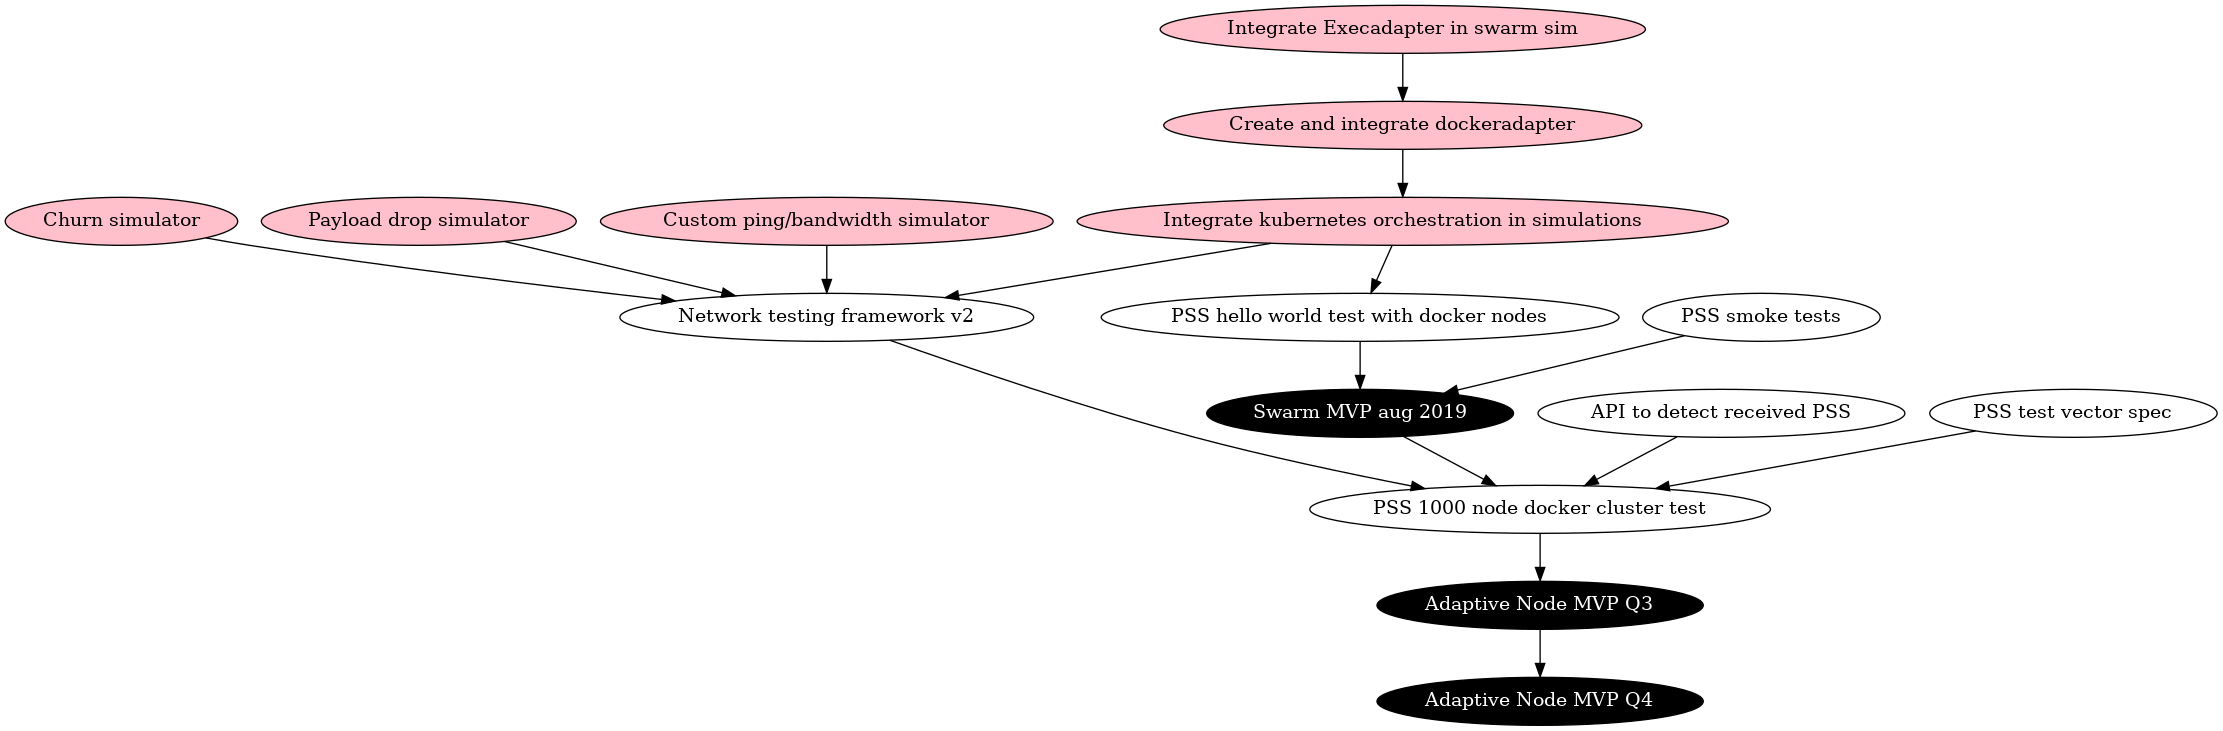 Integrate Execadapter in swarm sim
Create and integrate dockeradapter
Churn simulator
Payload drop simulator
Custom ping/bandwidth simulator
Integrate kubernetes orchestration in simulations
Network testing framework v2
PSS hello world test with docker nodes
PSS smoke tests
Swarm MVP aug 2019
API to detect received PSS
PSS test vector spec
PSS 1000 node docker cluster test
Adaptive Node MVP Q3
Adaptive Node MVP Q4